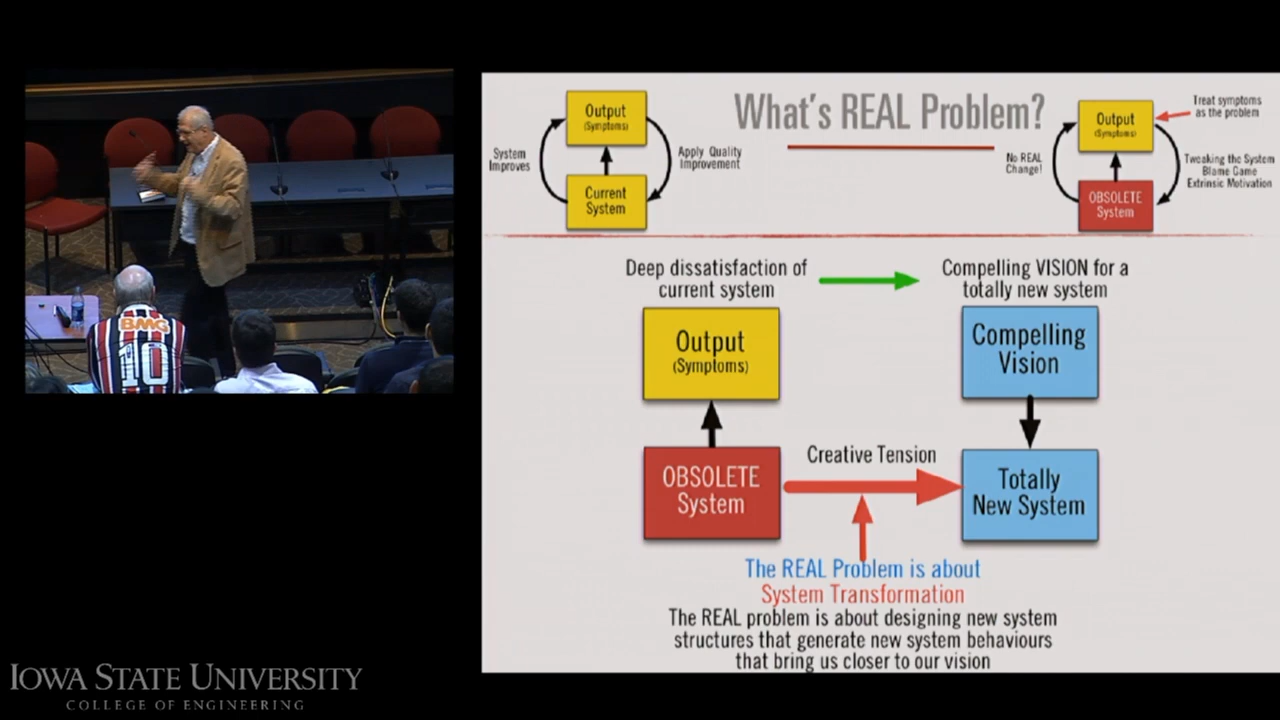 What's REAL Problem?
Output
(Symptoms)
System
Improves
Apply Quality
Improvement
Current
System
Output
(Symptoms)
Treat symptoms
as the problem
No REAL
Change!
Tweaking the System
Blame Game
Extrinsic Motivation
OBSOLETE
System
Deep dissatisfaction of
current system
Compelling VISION for a
totally new system
Output
(Symptoms)
Compelling
Vision
OBSOLETE
System
Creative Tension
Totally
New System
The REAL Problem is about
System Transformation
The REAL problem is about designing new system
structures that generate new system behaviours
that bring us closer to our vision
BMG
10
IOWA STATE UNIVERSITY
COLLEGE OF ENGINEERING